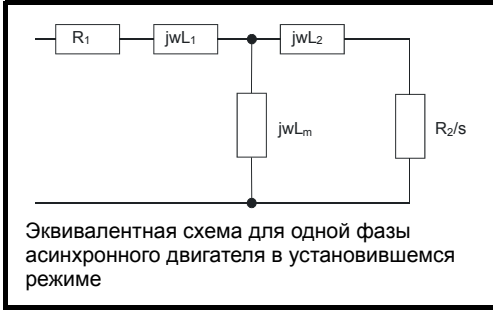 R₁ jwL₁ jwL₂
jwLₘ R₂/s
Эквивалентная схема для одной фазы
асинхронного двигателя в установившемся
режиме